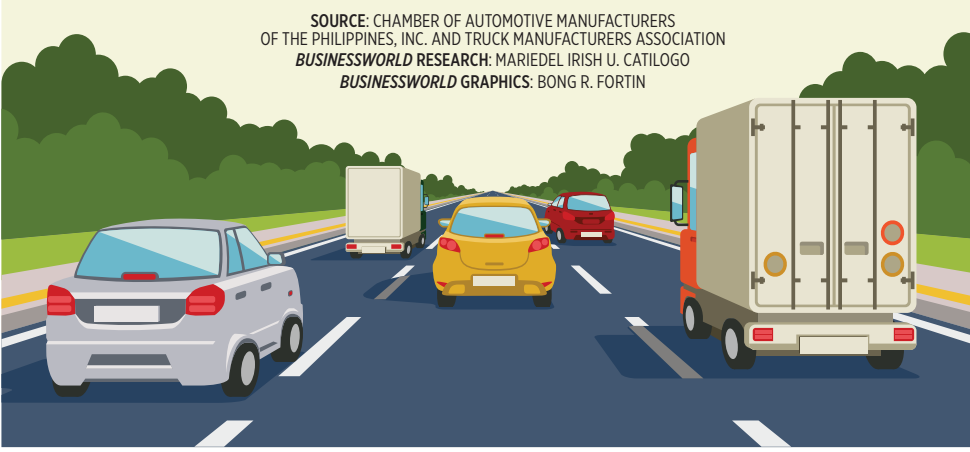 SOURCE: CHAMBER OF AUTOMOTIVE MANUFACTURERS
OF THE PHILIPPINES, INC. AND TRUCK MANUFACTURERS ASSOCIATION
BUSINESSWORLD RESEARCH: MARIEDEL IRISH U. CATILOGO
BUSINESSWORLD GRAPHICS: BONG R. FORTIN